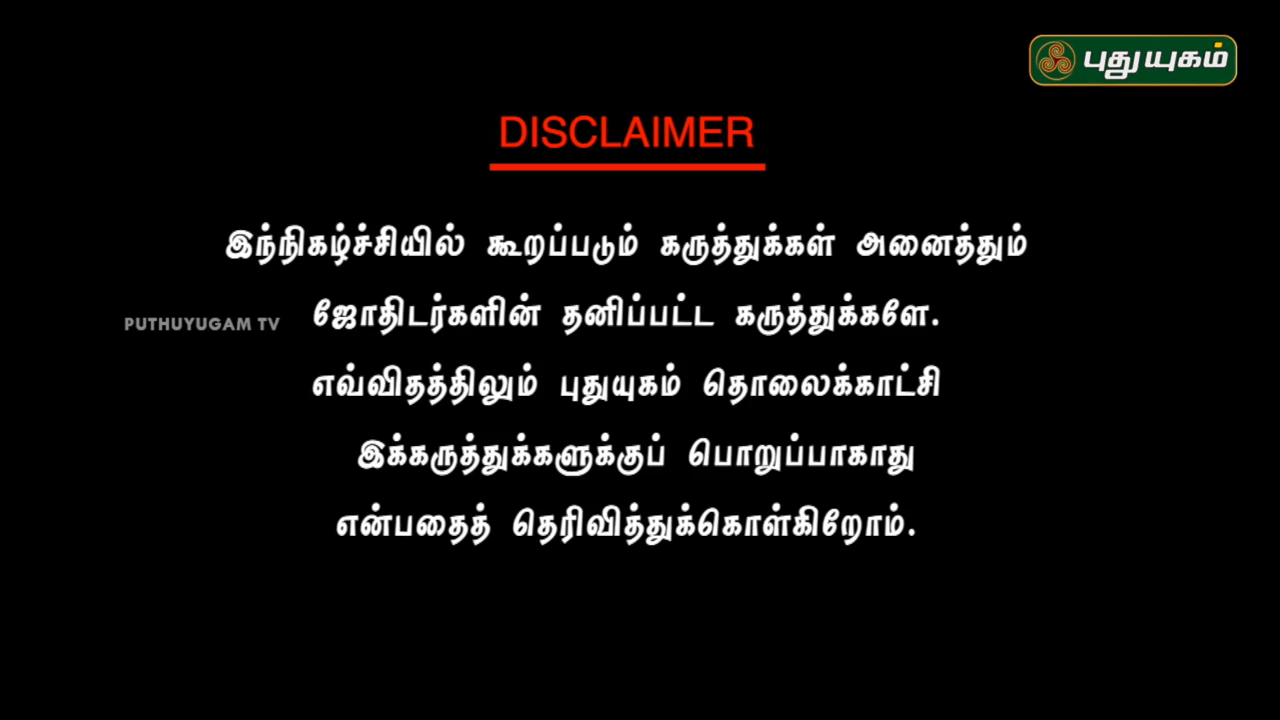 புதுயுகம்
DISCLAIMER
இந்நிகழ்ச்சியில் கூறப்படும் கருத்துக்கள் அனைத்தும்
PUTHUYUGAM TV
ஜோதிடர்களின் தனிப்பட்ட கருத்துக்களே.
எவ்விதத்திலும் புதுயுகம் தொலைக்காட்சி
இக்கருத்துக்களுக்குப் பொறுப்பாகாது
என்பதைத் தெரிவித்துக்கொள்கிறோம்.